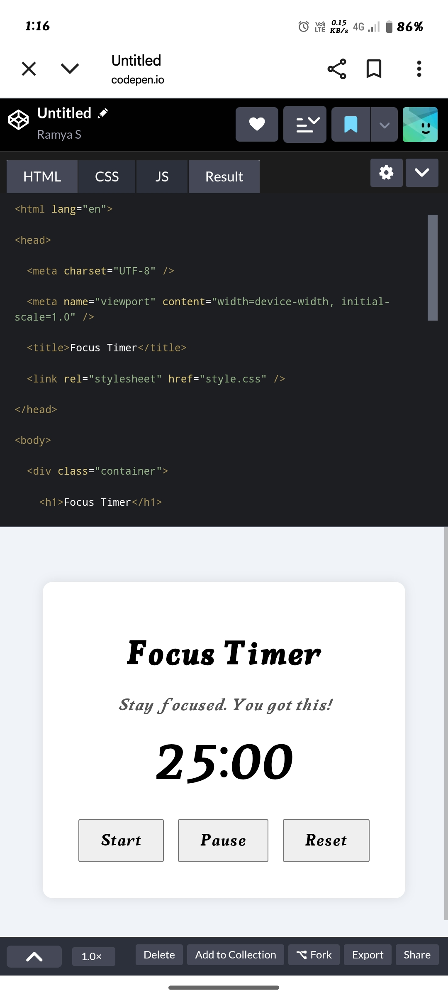 1:16
Vo)) LTE 0.15 KB/s 4G 86%
Untitled
codepen.io
Untitled
Ramya S
HTML CSS JS Result
<html lang="en">
<head>
<meta charset="UTF-8" />
<meta name="viewport" content="width=device-width, initial-
scale=1.0" />
<title>Focus Timer</title>
<link rel="stylesheet" href="style.css" />
</head>
<body>
<div class="container">
<h1>Focus Timer</h1>
Focus Timer
Stay focused. You got this!
25:00
Start Pause Reset
1.0× Delete Add to Collection Fork Export Share